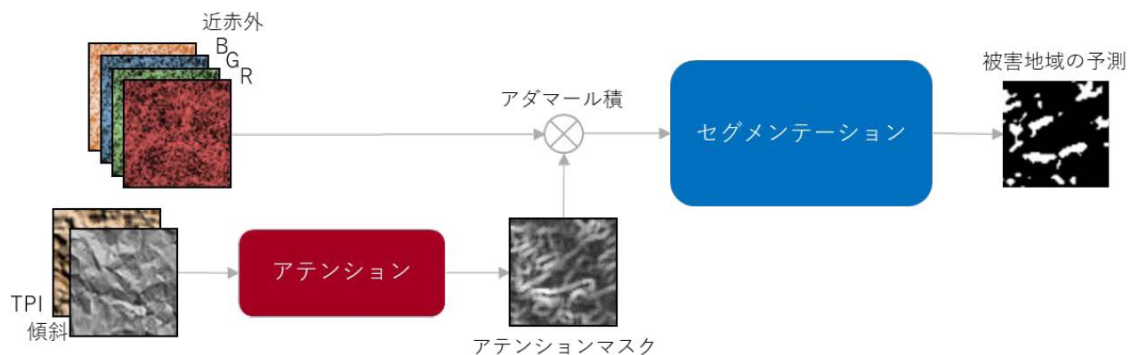 近赤外
B
G
R
アダマール積
セグメンテーション
被害地域の予測
TPI
傾斜
アテンション
アテンションマスク